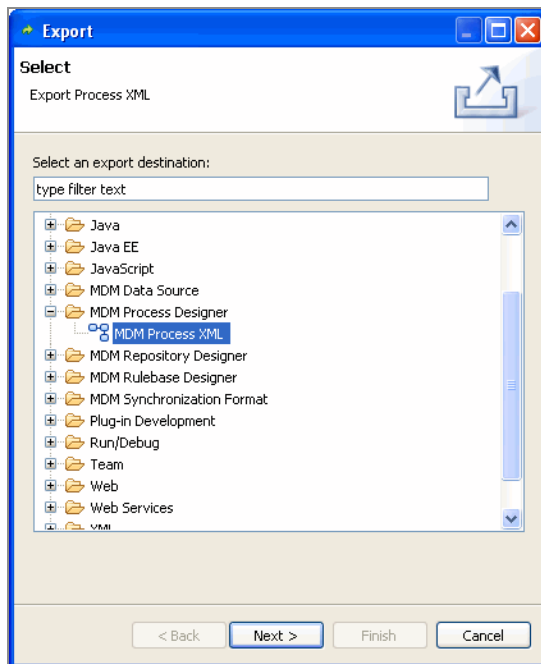 Export
Select
Export Process XML
Select an export destination:
type filter text
Java
Java EE
JavaScript
MDM Data Source
MDM Process Designer
MDM Process XML
MDM Repository Designer
MDM Rulebase Designer
MDM Synchronization Format
Plug-in Development
Run/Debug
Team
Web
Web Services
XML
< Back Next > Finish Cancel